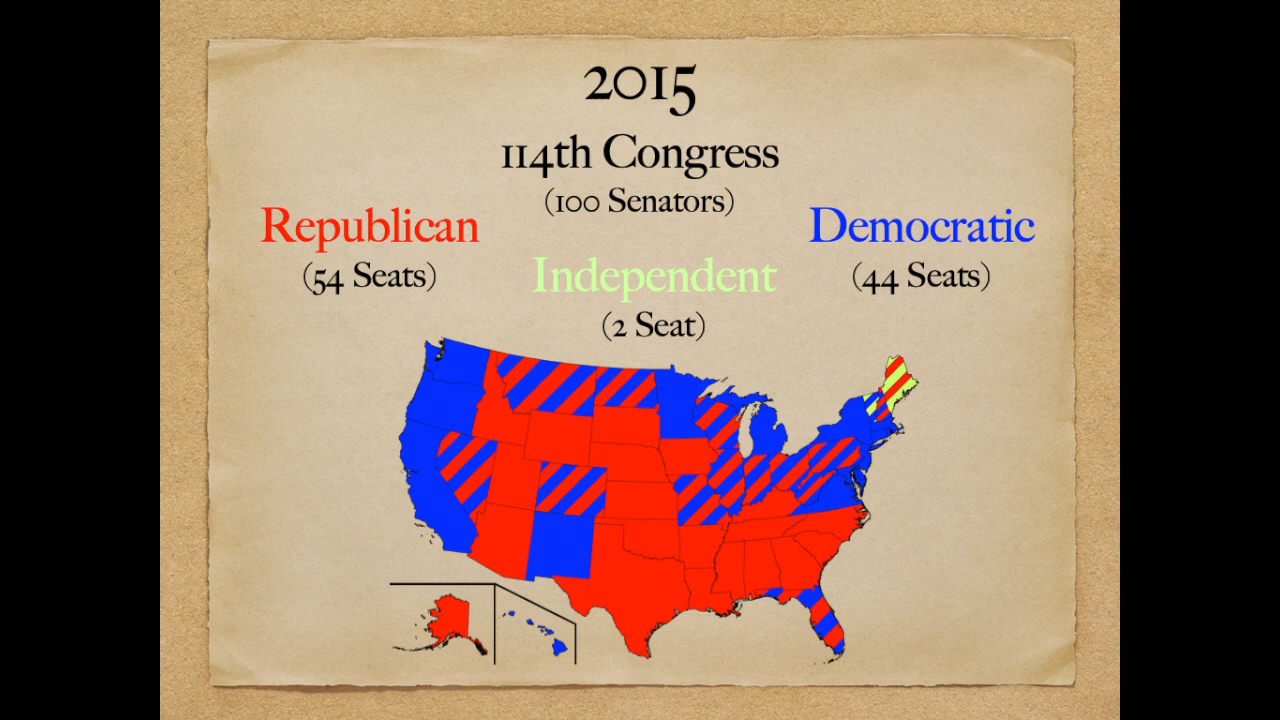 2015
114th Congress
(100 Senators)
Republican
(54 Seats)
Independent
(2 Seat)
Democratic
(44 Seats)